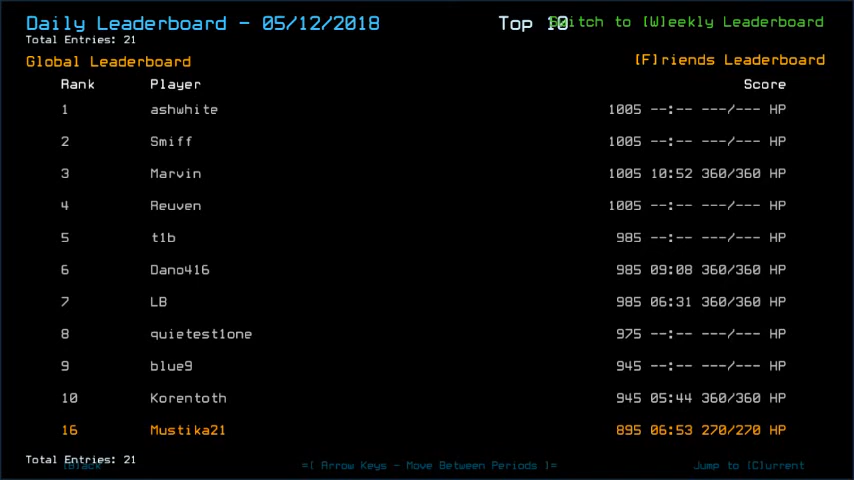 Daily Leaderboard - 05/12/2018 Top 10 Switch to [W]eekly Leaderboard
Total Entries: 21
Global Leaderboard [F]riends Leaderboard
Rank Player Score
1 ashwhite 1005 --:-- ---/--- HP
2 Smiff 1005 --:-- ---/--- HP
3 Marvin 1005 10:52 360/360 HP
4 Reuven 1005 --:-- ---/--- HP
5 t1b 985 --:-- ---/--- HP
6 Dano416 985 09:08 360/360 HP
7 LB 985 06:31 360/360 HP
8 quietest1one 975 --:-- ---/--- HP
9 blue9 945 --:-- ---/--- HP
10 Korentoth 945 05:44 360/360 HP
16 Mustika21 895 06:53 270/270 HP
Total Entries: 21
[B]ack =[ Arrow Keys - Move Between Periods ]= Jump to [C]urrent